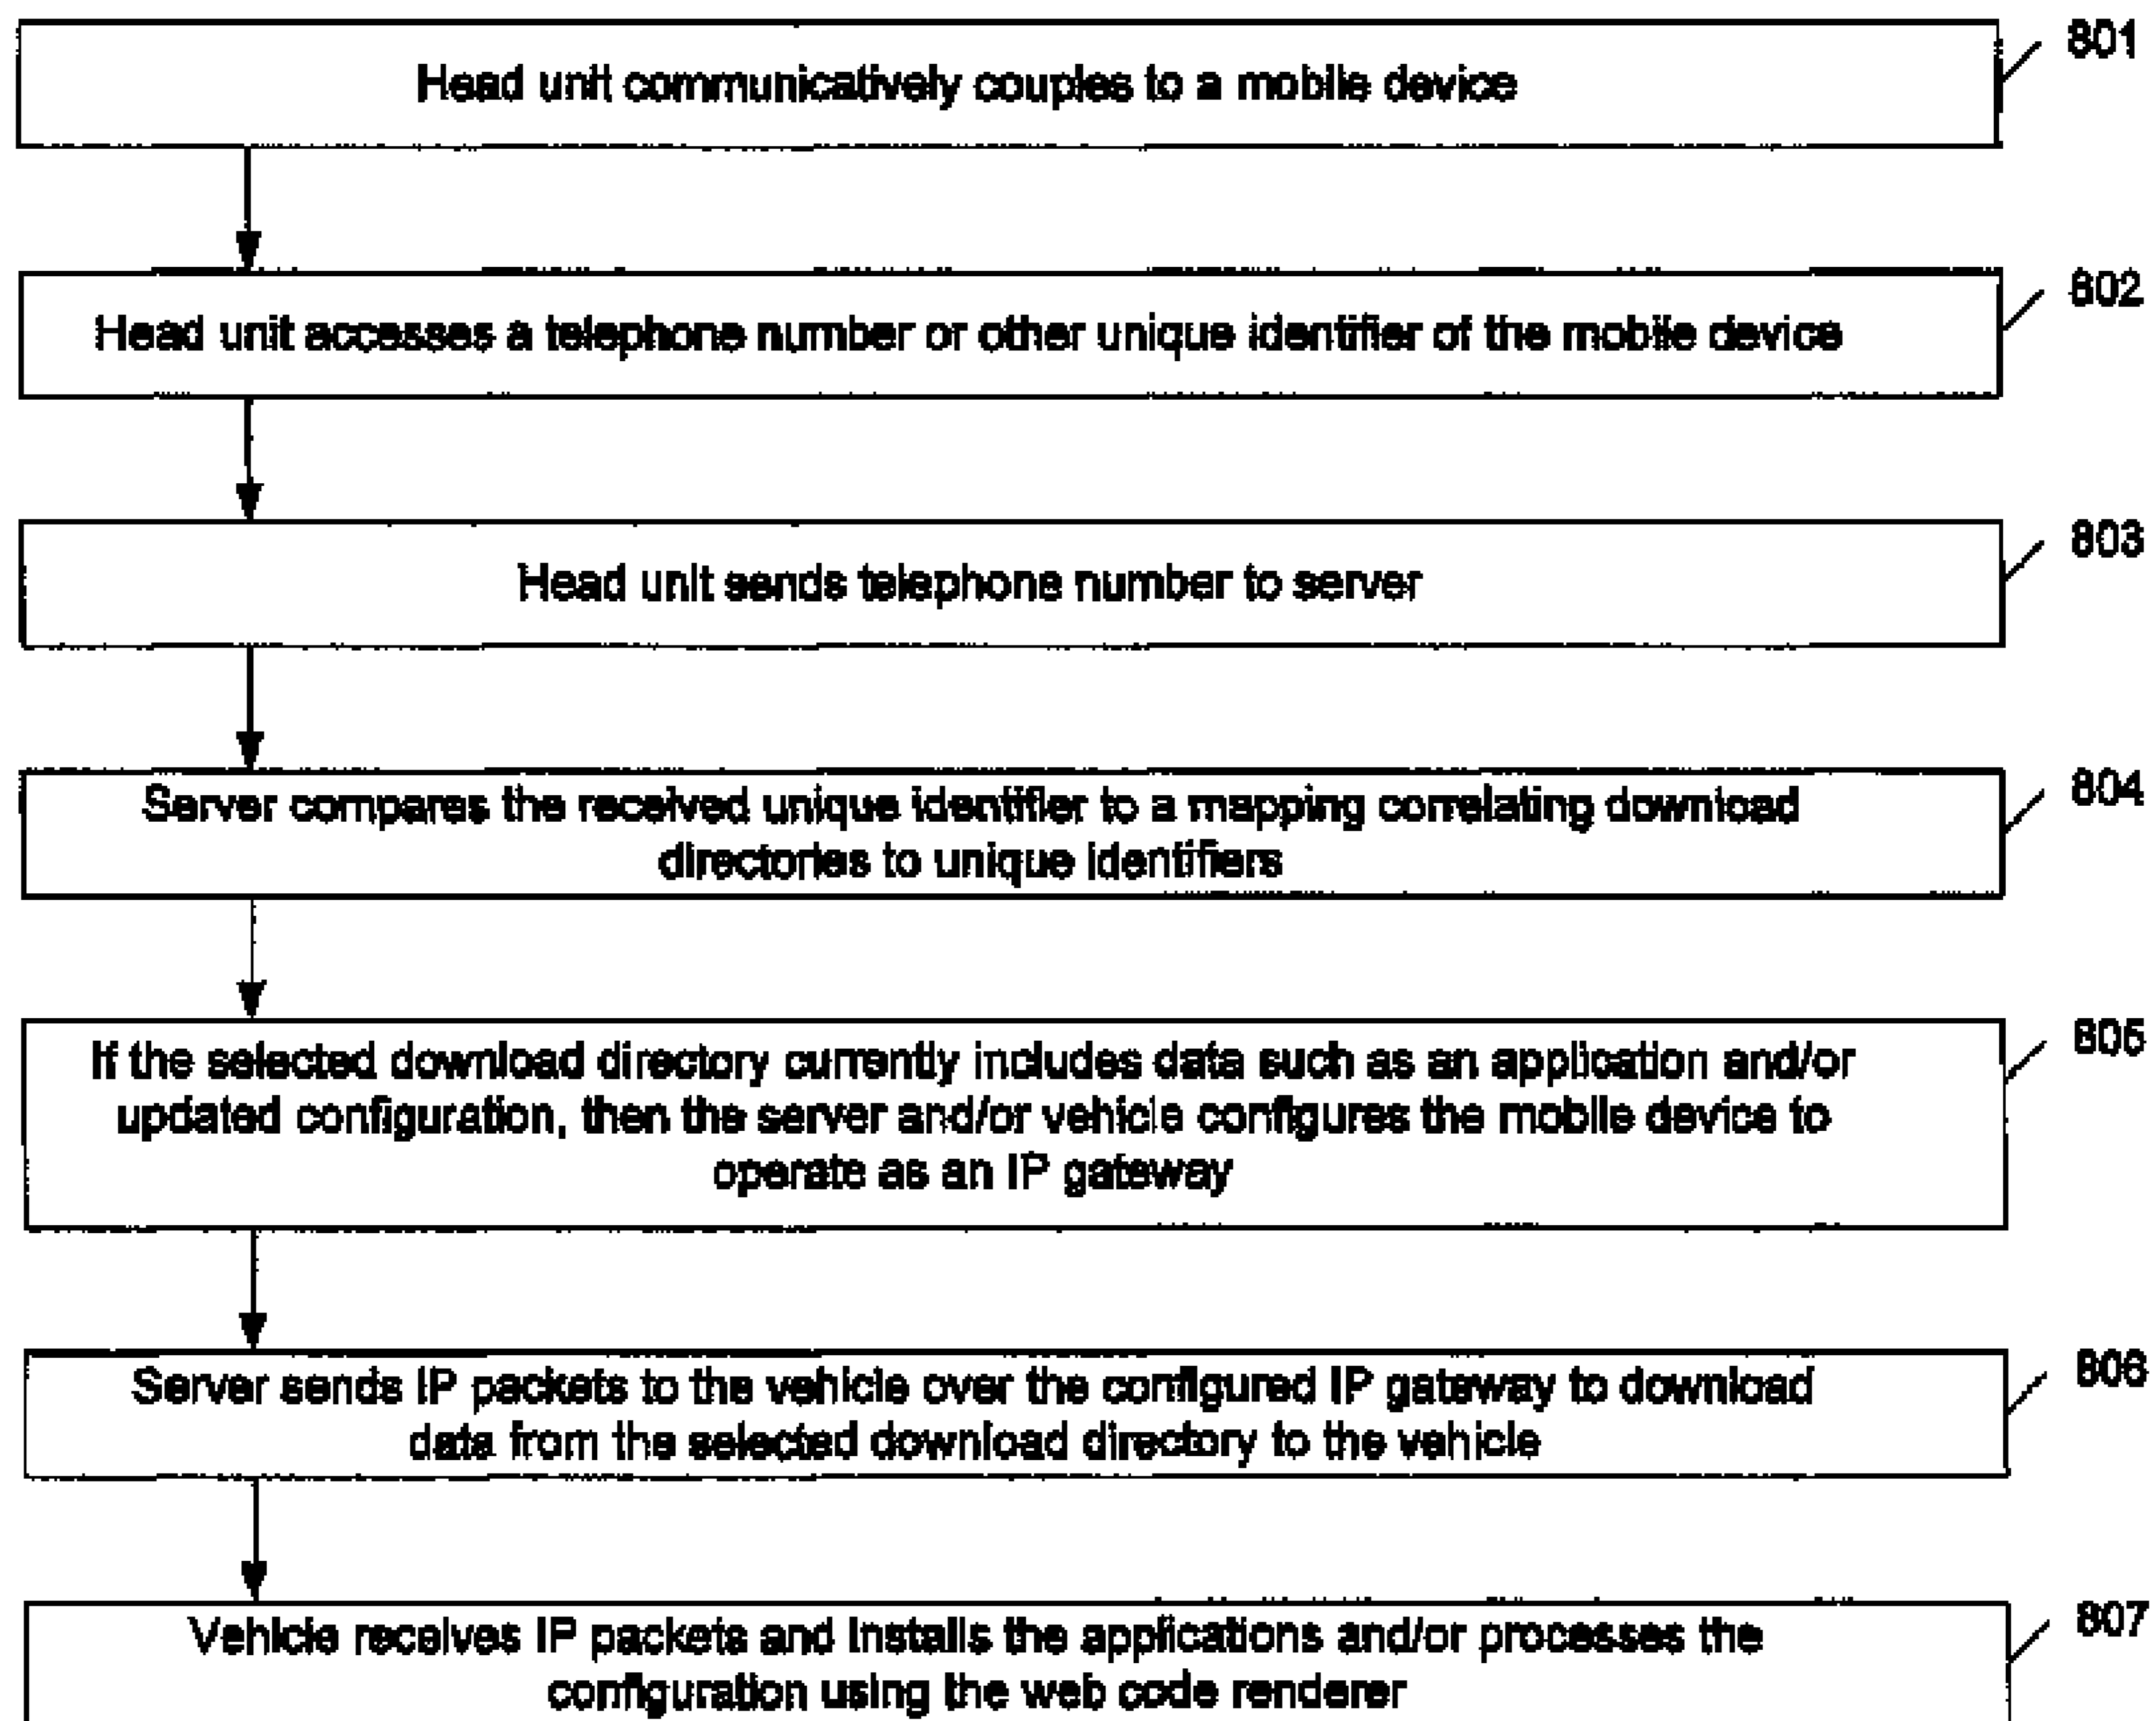 801
Head unit communicatively couples to a mobile device
802
Head unit accesses a telephone number or other unique identifier of the mobile device
803
Head unit sends telephone number to server
804
Server compares the received unique identifier to a mapping correlating download
directories to unique identifiers
805
If the selected download directory currently includes data such as an application and/or
updated configuration, then the server and/or vehicle configures the mobile device to
operate as an IP gateway
806
Server sends IP packets to the vehicle over the configured IP gateway to download
data from the selected download directory to the vehicle
807
Vehicle receives IP packets and installs the applications and/or processes the
configuration using the web code renderer